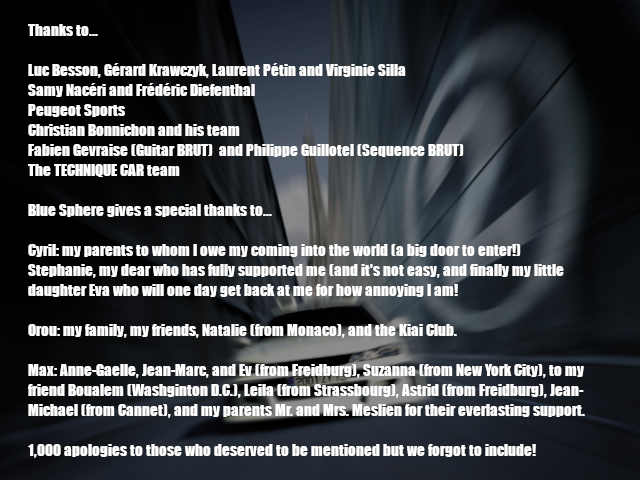 Thanks to...
Luc Besson, Gérard Krawczyk, Laurent Pétin and Virginie Silla
Samy Nacéri and Frédéric Diefenthal
Peugeot Sports
Christian Bonnichon and his team
Fabien Gevraise (Guitar BRUT) and Philippe Guillotel (Sequence BRUT)
The TECHNIQUE CAR team
Blue Sphere gives a special thanks to...
Cyril: my parents to whom I owe my coming into the world (a big door to enter!)
Stephanie, my dear who has fully supported me (and it's not easy, and finally my little
daughter Eva who will one day get back at me for how annoying I am!
Orou: my family, my friends, Natalie (from Monaco), and the Kiai Club.
Max: Anne-Gaelle, Jean-Marc, and Ev (from Freidburg), Suzanna (from New York City), to my
friend Boualem (Washginton D.C.), Leila (from Strassbourg), Astrid (from Freidburg), Jean-
Michael (from Cannet), and my parents Mr. and Mrs. Meslien for their everlasting support.
1,000 apologies to those who deserved to be mentioned but we forgot to include!